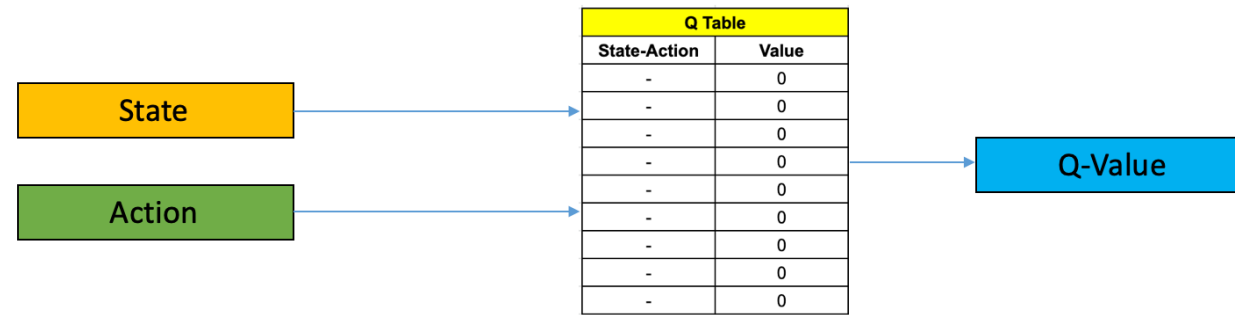 Q Table
State-Action Value
- 0
- 0
- 0
- 0
- 0
- 0
- 0
- 0
- 0
State
Action
Q-Value